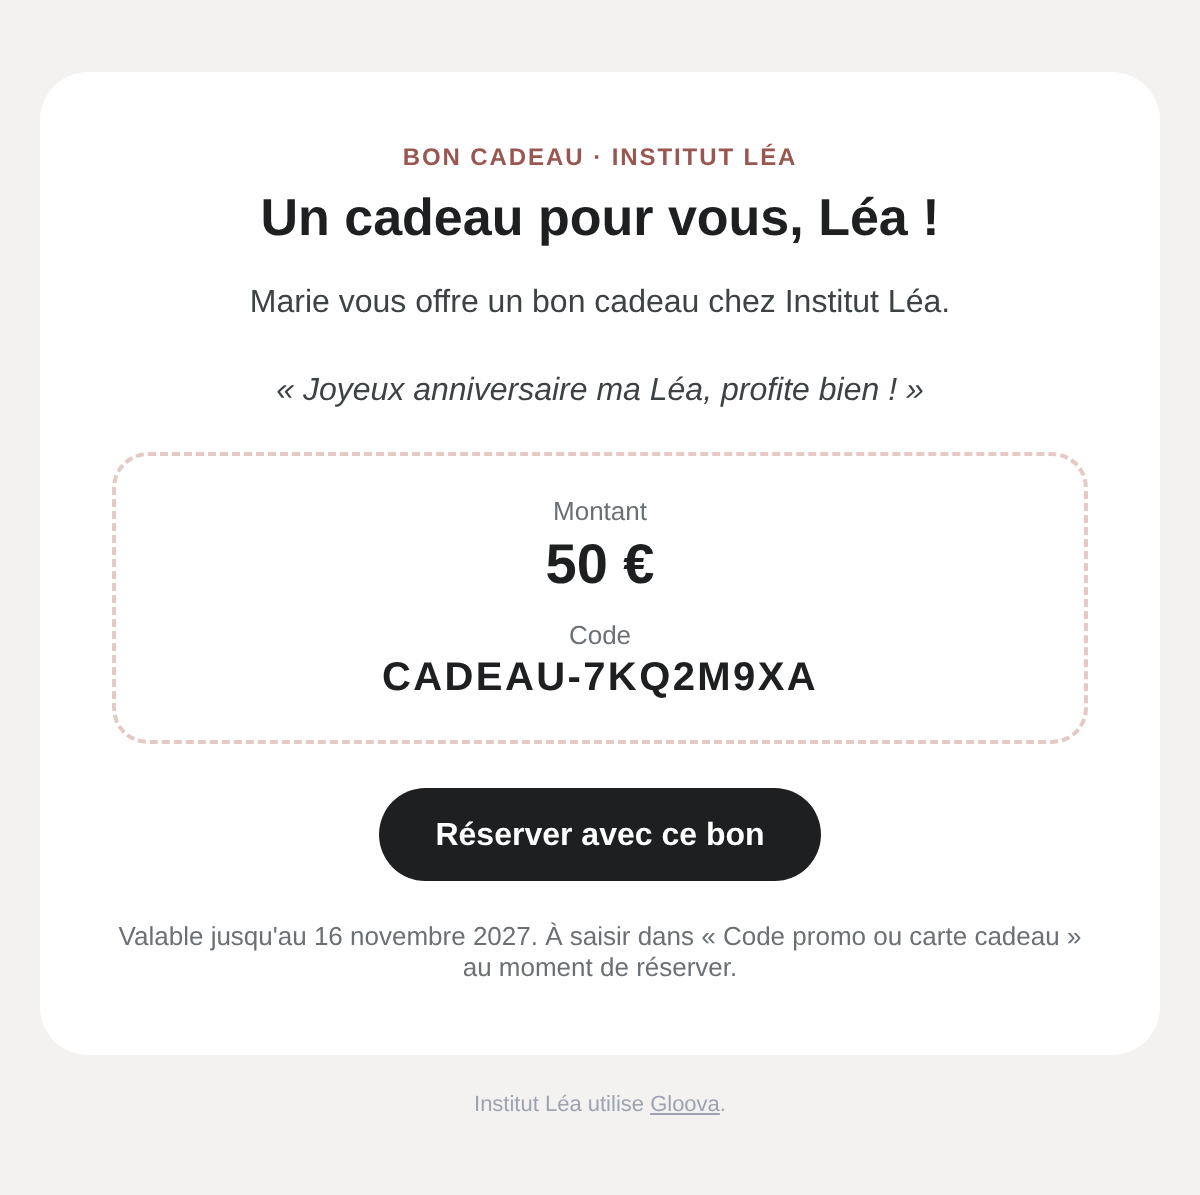 BON CADEAU · INSTITUT LÉA
Un cadeau pour vous, Léa !
Marie vous offre un bon cadeau chez Institut Léa.
« Joyeux anniversaire ma Léa, profite bien ! »
Montant
50 €
Code
CADEAU-7KQ2M9XA
Réserver avec ce bon
Valable jusqu'au 16 novembre 2027. À saisir dans « Code promo ou carte cadeau »
au moment de réserver.
Institut Léa utilise Gloova.